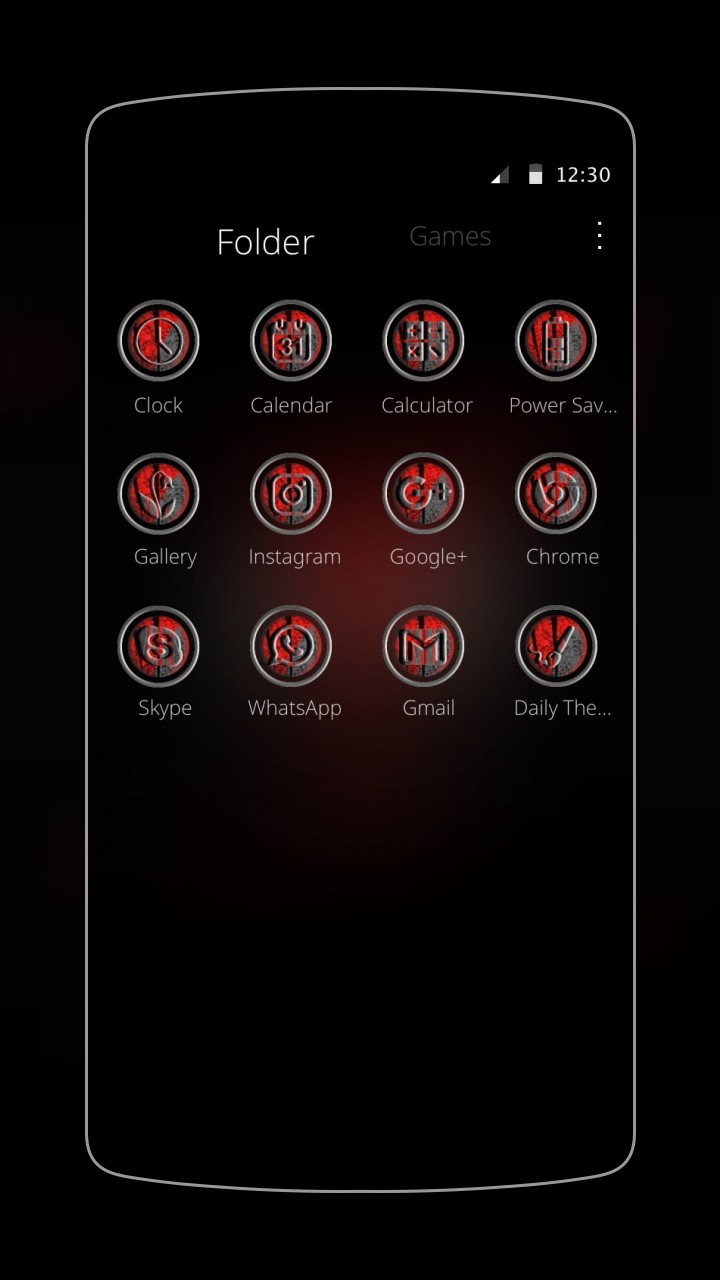 12:30
Folder Games
Clock Calendar Calculator Power Sav...
31
Gallery Instagram Google+ Chrome
G+
Skype WhatsApp Gmail Daily The...
S M